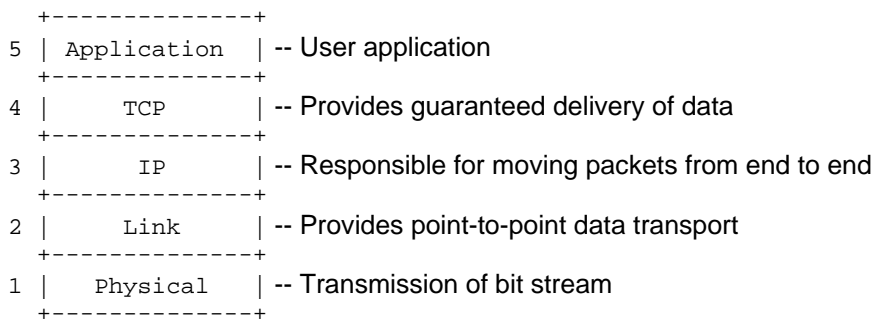 +--------------+
5 | Application | -- User application
+--------------+
4 | TCP | -- Provides guaranteed delivery of data
+--------------+
3 | IP | -- Responsible for moving packets from end to end
+--------------+
2 | Link | -- Provides point-to-point data transport
+--------------+
1 | Physical | -- Transmission of bit stream
+--------------+